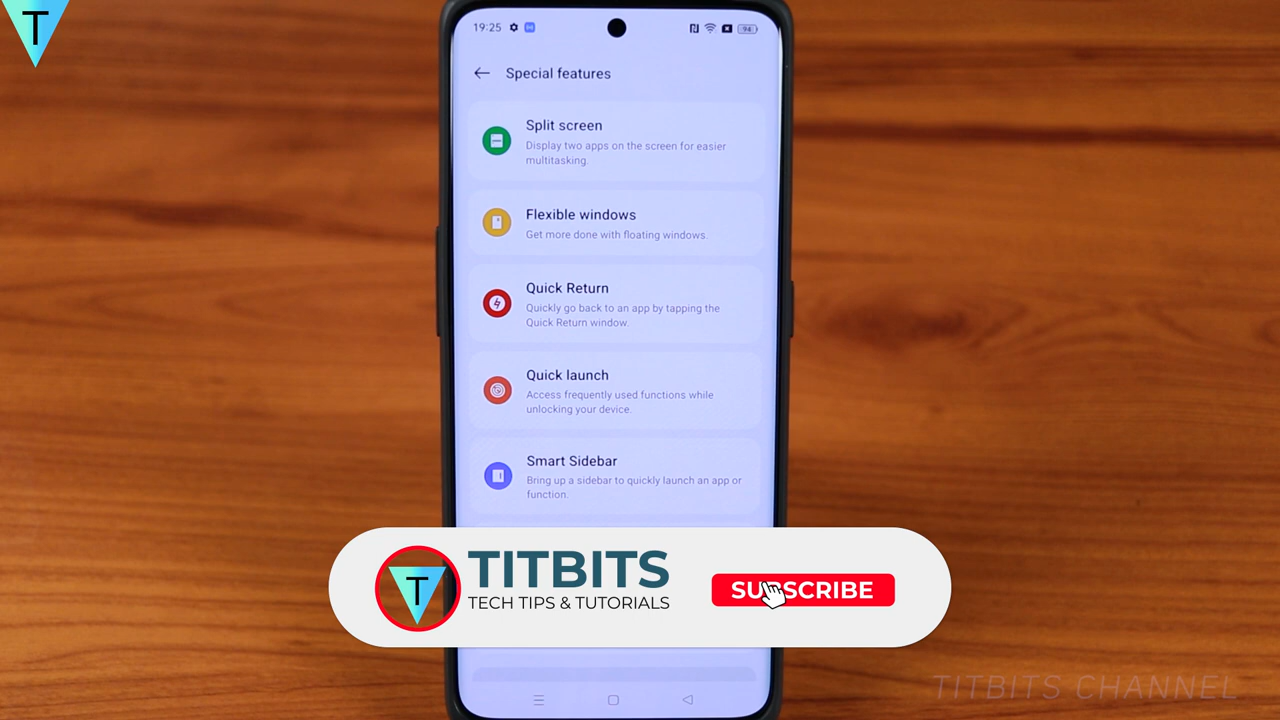 T
19:25
94
Special features
Split screen
Display two apps on the screen for easier
multitasking.
Flexible windows
Get more done with floating windows.
Quick Return
Quickly go back to an app by tapping the
Quick Return window.
Quick launch
Access frequently used functions while
unlocking your device.
Smart Sidebar
Bring up a sidebar to quickly launch an app or
function.
T
TITBITS
TECH TIPS & TUTORIALS
SUBSCRIBE
TITBITS CHANNEL